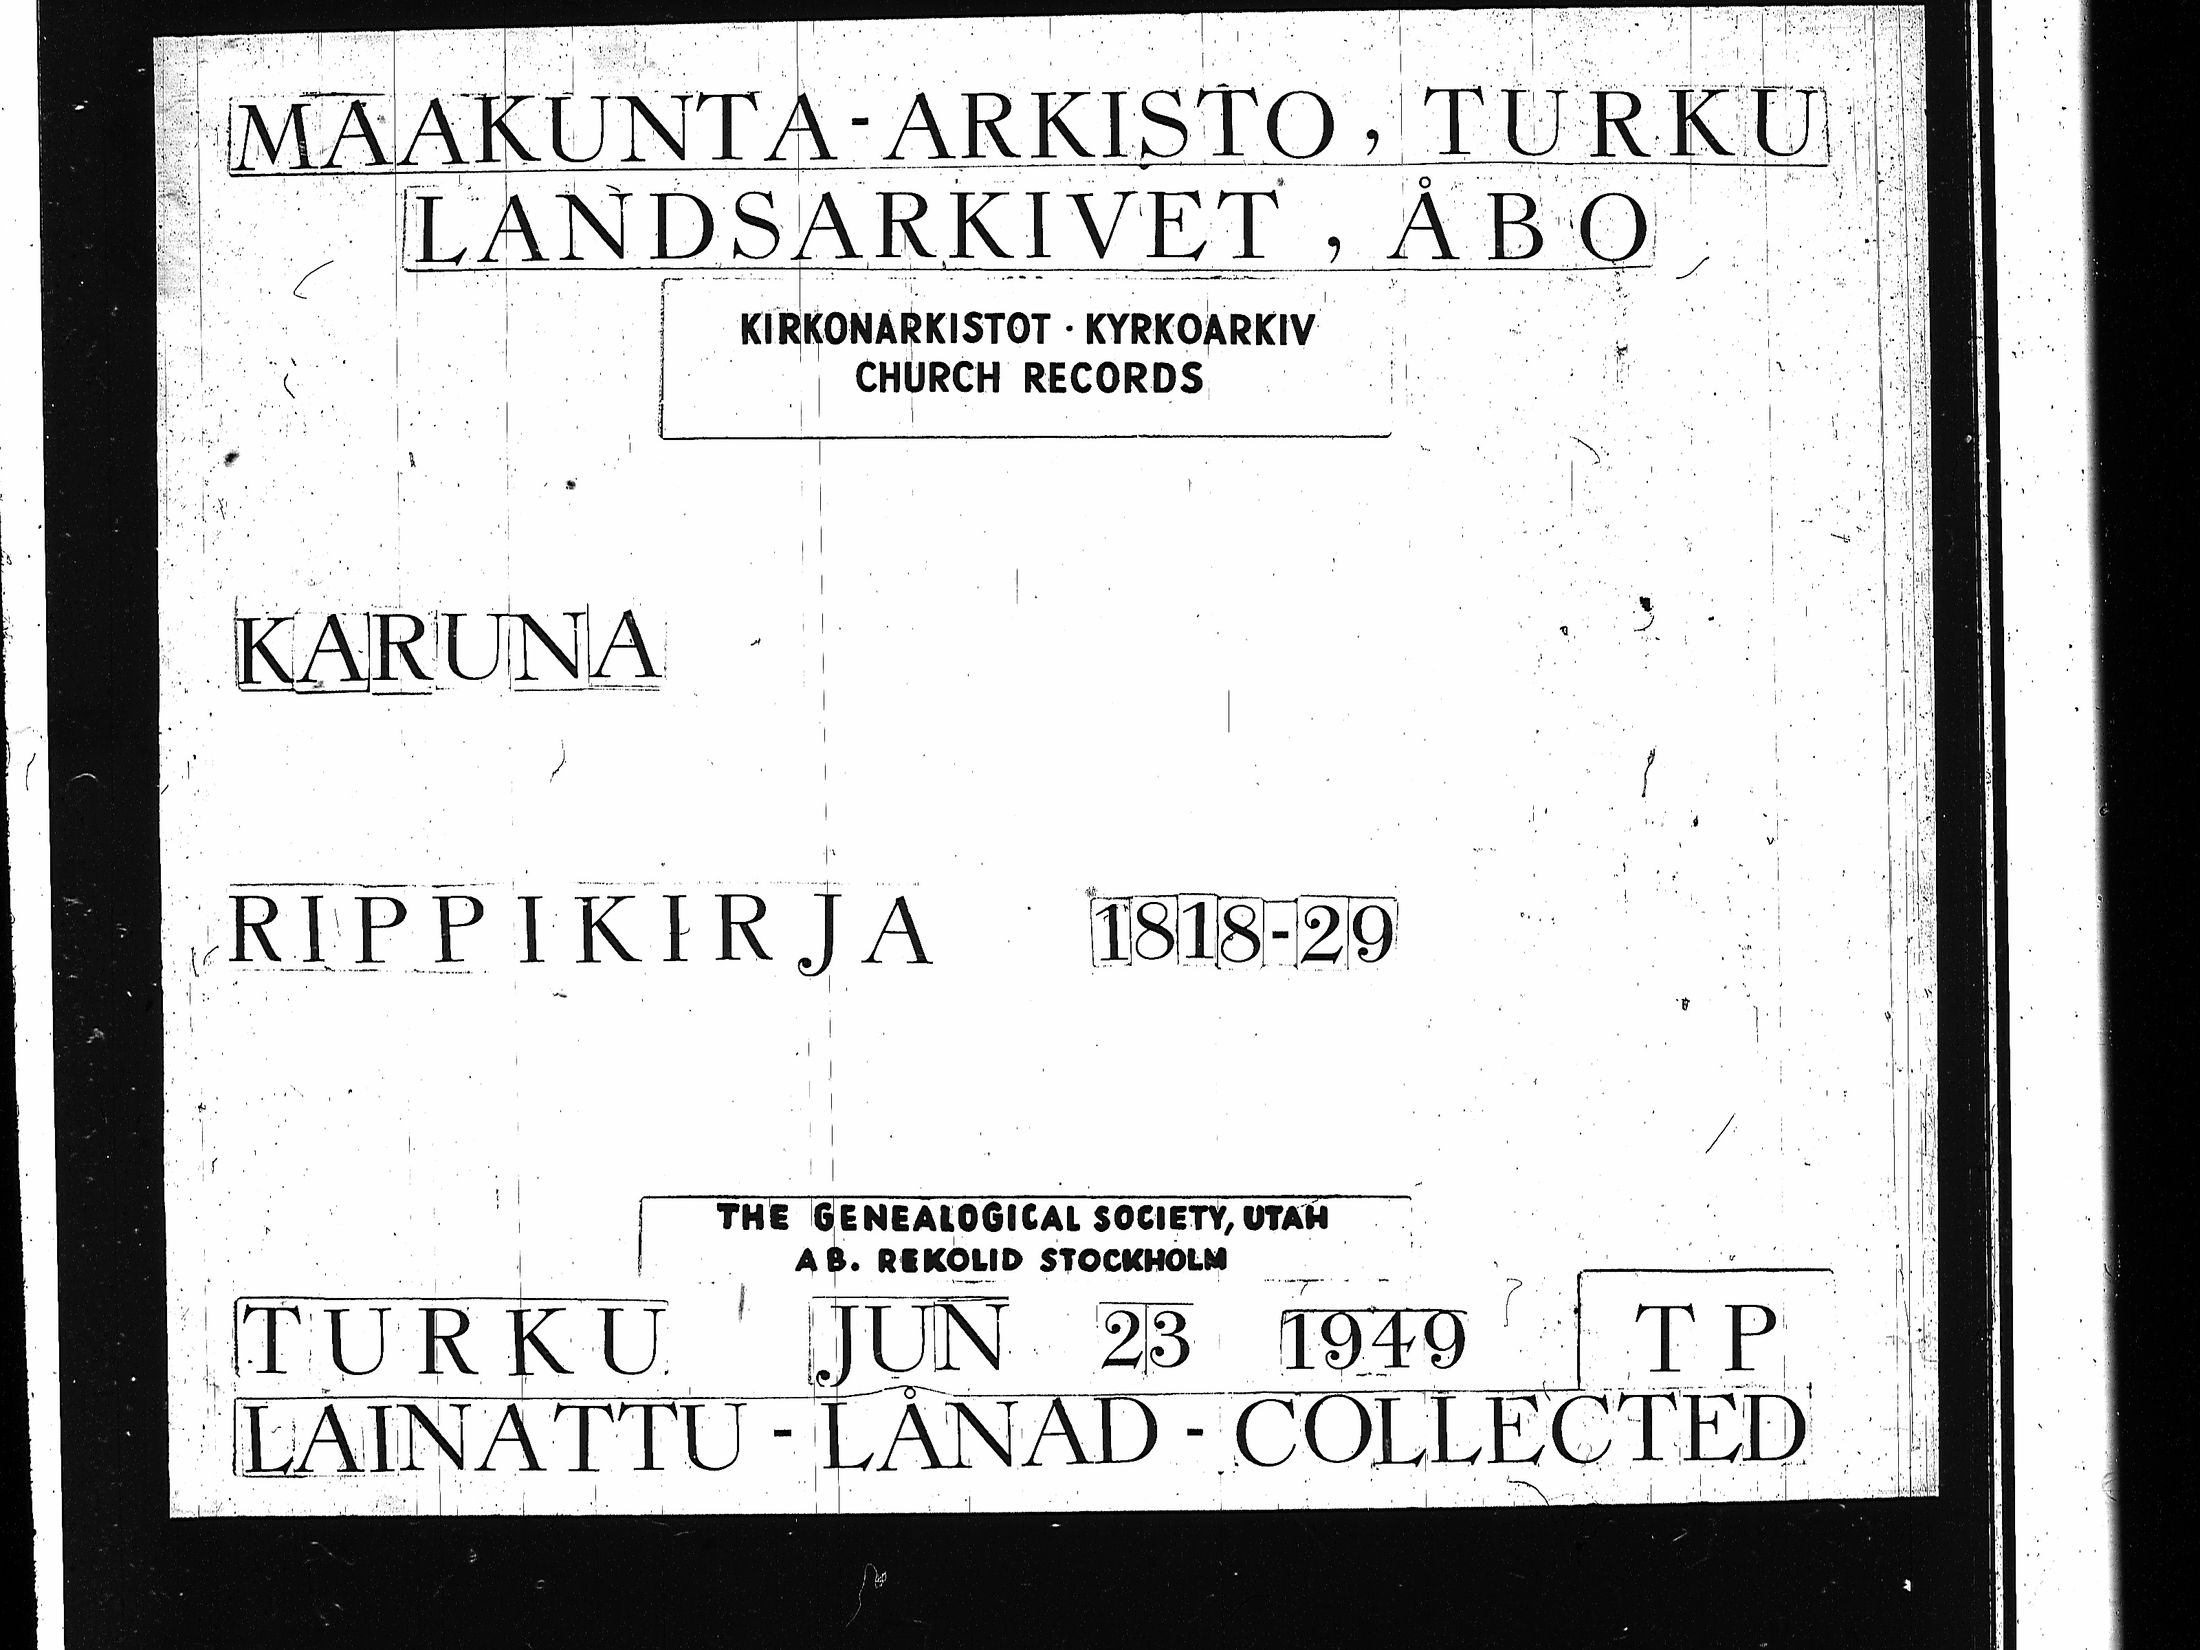 MAAKUNTA-ARKISTO, TURKU
LANDSARKIVET, ÅBO
KIRKONARKISTOT · KYRKOARKIV
CHURCH RECORDS
KARUNA
RIPPIKIRJA 1818-29
THE GENEALOGICAL SOCIETY, UTAH
AB. REKOLID STOCKHOLM
TURKU JUN 23 1949 TP
LAINATTU - LÅNAD - COLLECTED